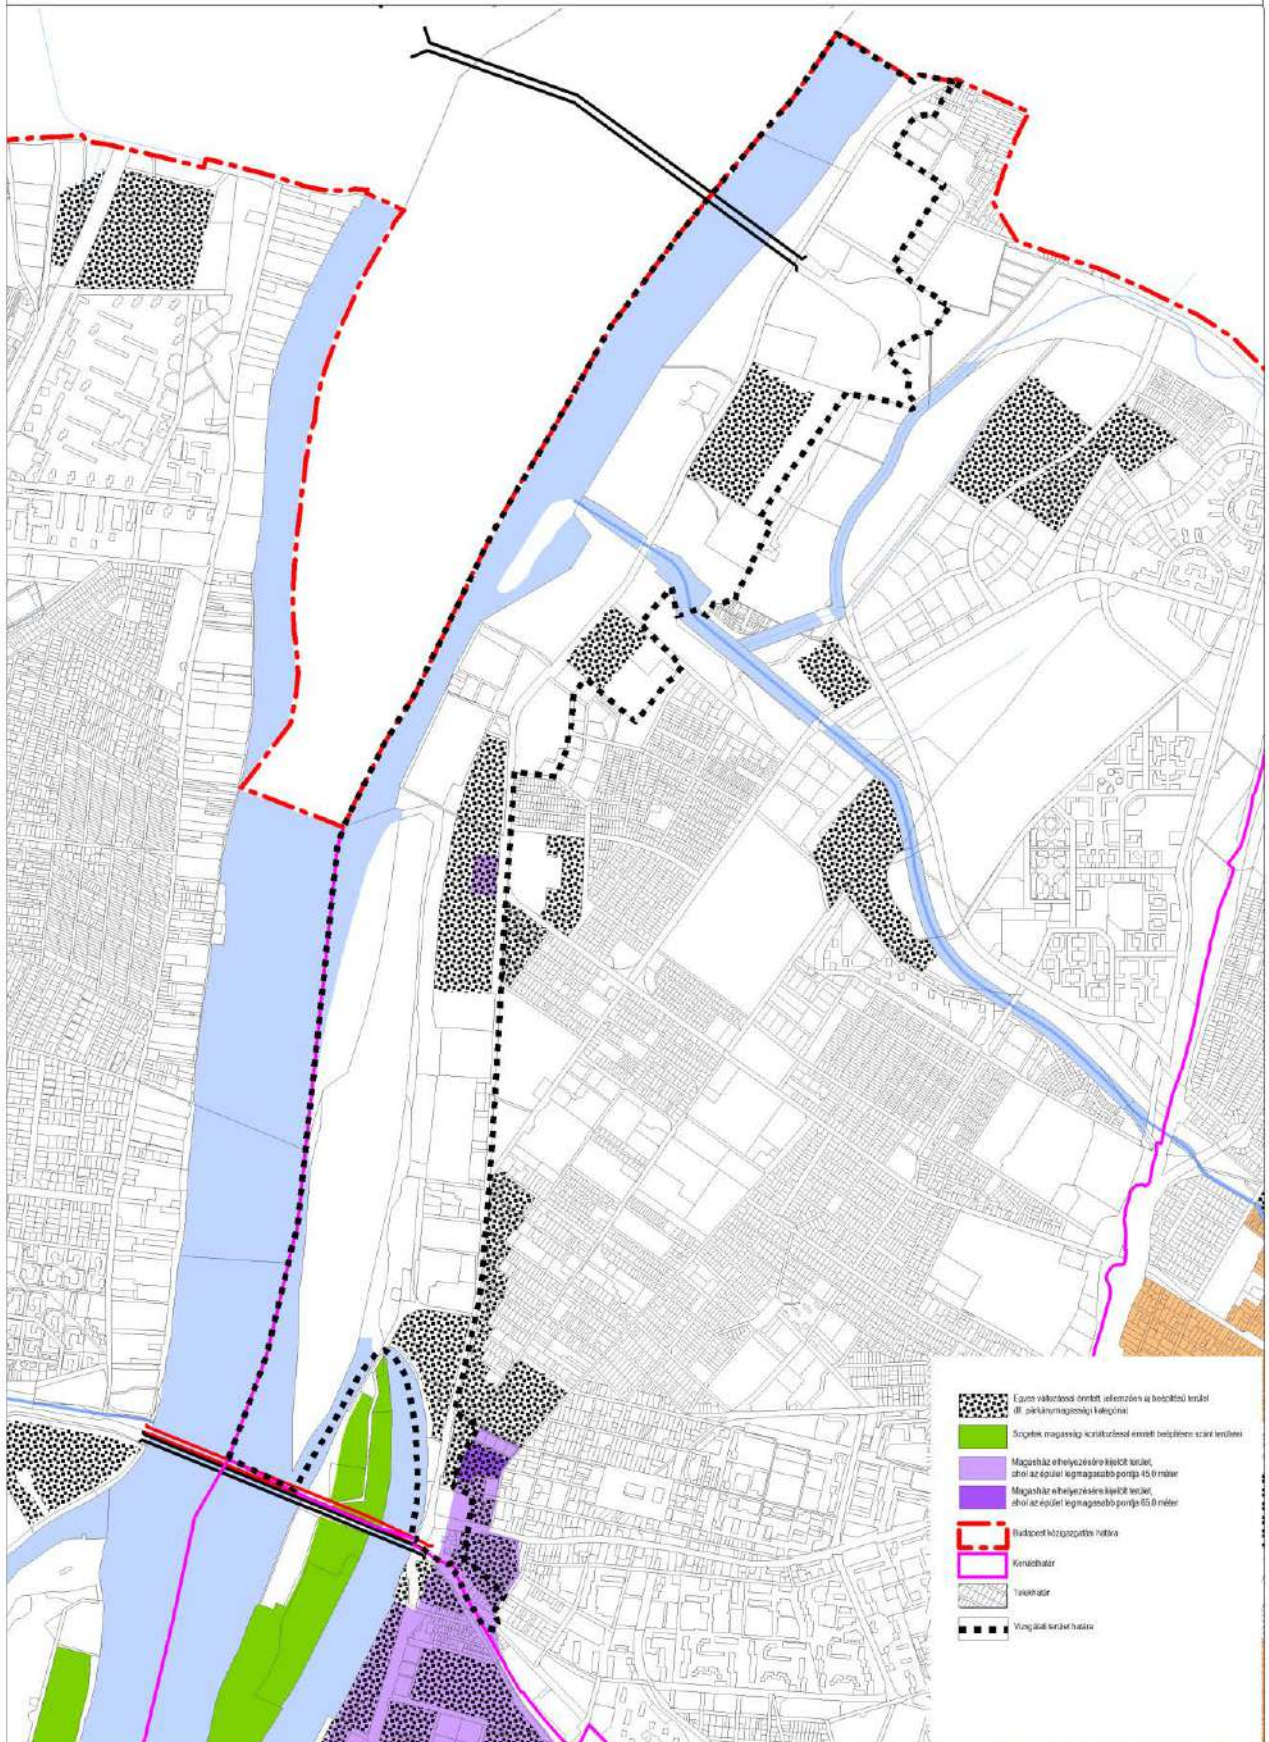 Egyes változással érintett, jellemzően új beépítésű terület
(ill. párkánymagassági kategória)
Szigetek magassági korlátozással érintett beépítésre szánt területei
Magasház elhelyezésére kijelölt terület,
ahol az épület legmagasabb pontja 45,0 méter
Magasház elhelyezésére kijelölt terület,
ahol az épület legmagasabb pontja 65,0 méter
Budapest közigazgatási határa
Kerülethatár
Telekhatár
Vizsgálati terület határa